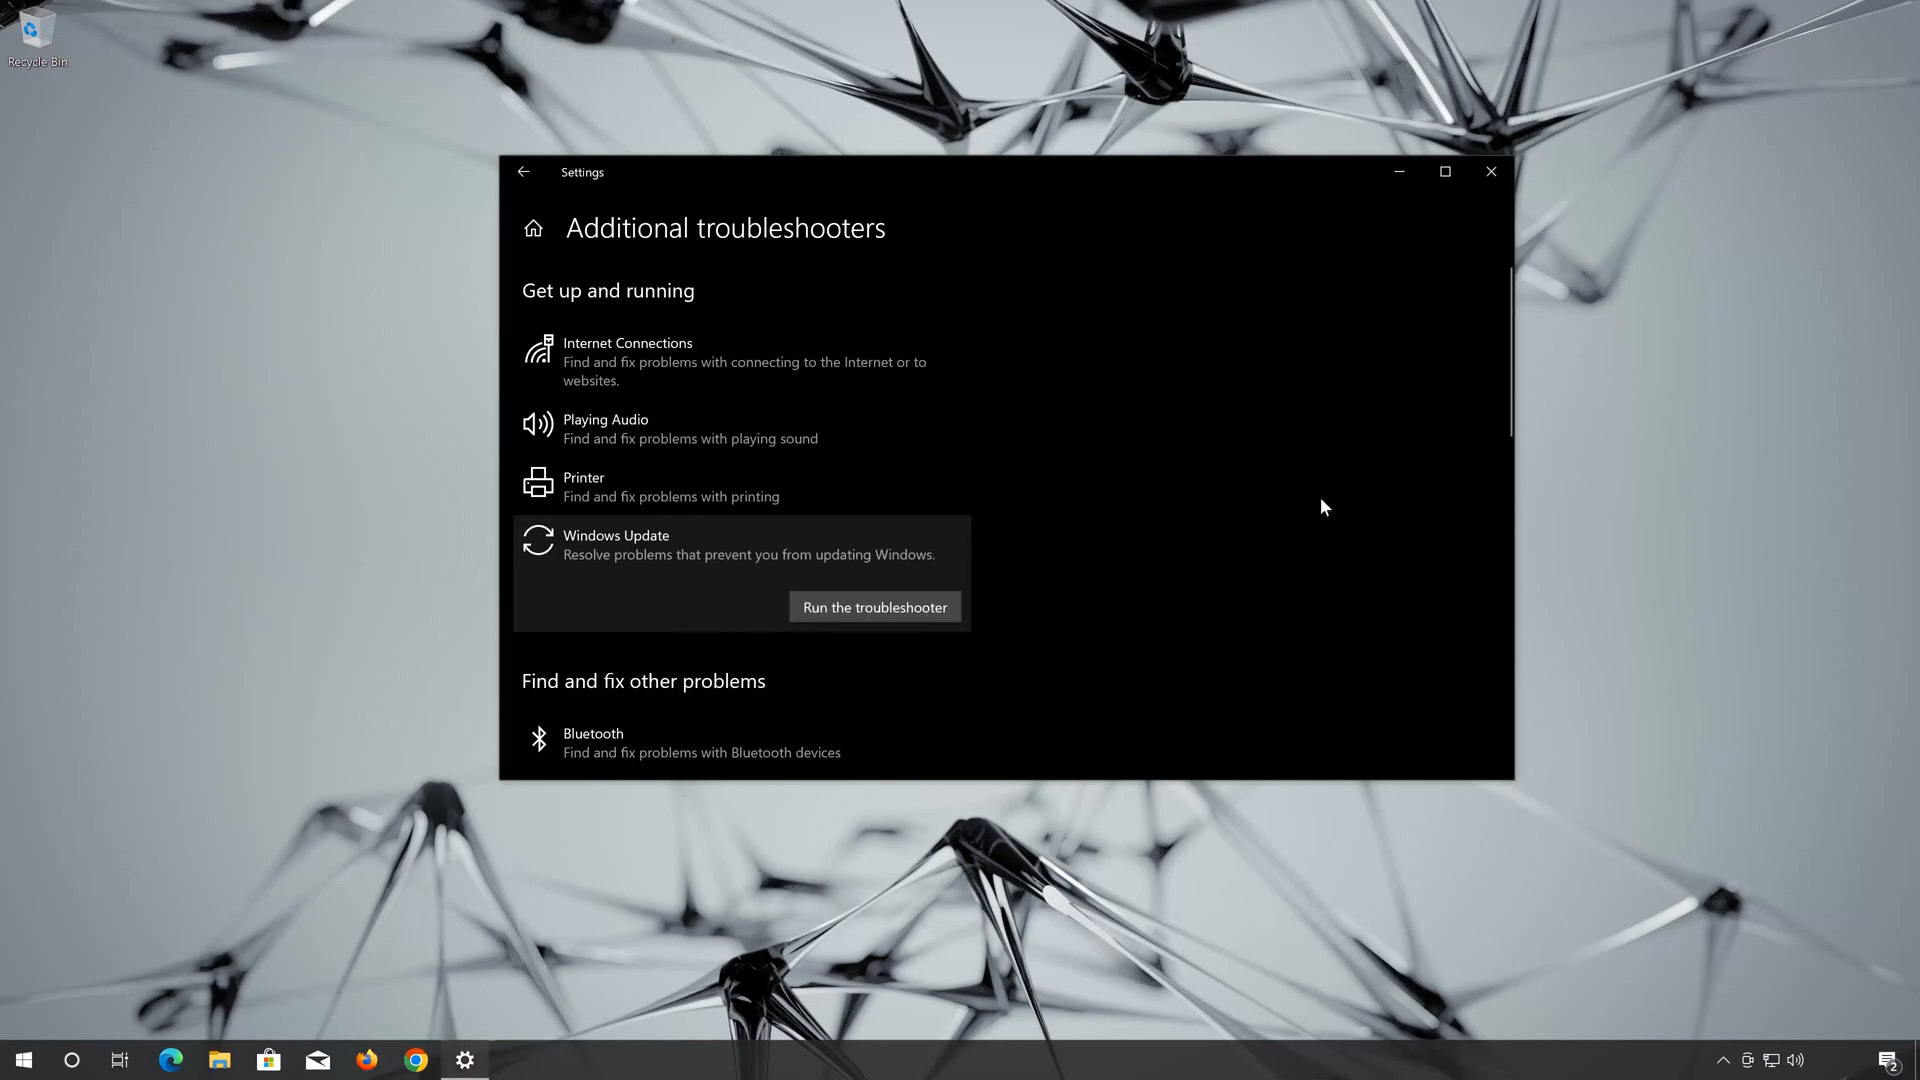 Recycle Bin
Settings
Additional troubleshooters
Get up and running
Internet Connections
Find and fix problems with connecting to the Internet or to
websites.
Playing Audio
Find and fix problems with playing sound
Printer
Find and fix problems with printing
Windows Update
Resolve problems that prevent you from updating Windows.
Run the troubleshooter
Find and fix other problems
Bluetooth
Find and fix problems with Bluetooth devices
2